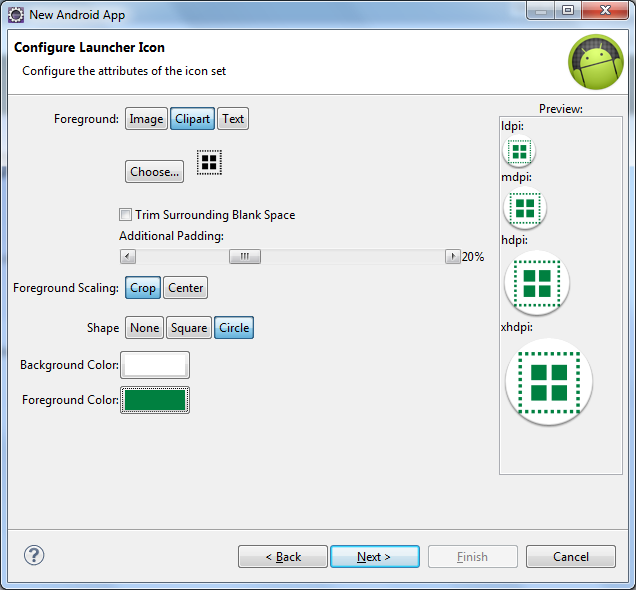 New Android App
Configure Launcher Icon
Configure the attributes of the icon set
Foreground: Image Clipart Text
Choose...
Trim Surrounding Blank Space
Additional Padding:
20%
Foreground Scaling: Crop Center
Shape None Square Circle
Background Color:
Foreground Color:
Preview:
ldpi:
mdpi:
hdpi:
xhdpi:
?
< Back Next > Finish Cancel